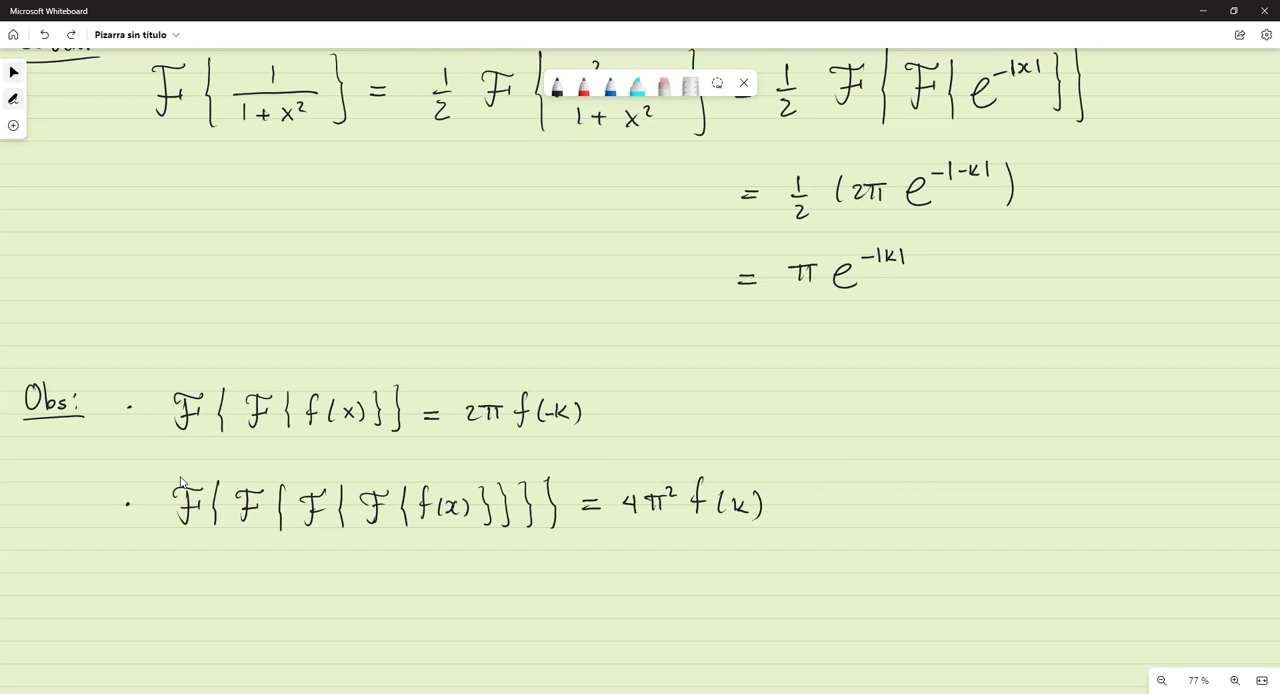 Microsoft Whiteboard
Pizarra sin título
ℱ{ 1/(1 + x²) } = 1/2 ℱ{ 2/(1 + x²) } = 1/2 ℱ{ ℱ{ e^{-|x|} } }
= 1/2 (2π e^{-|-k|})
= π e^{-|k|}
Obs: · ℱ{ ℱ{ f(x)}} = 2π f(-k)
· ℱ{ ℱ{ ℱ{ ℱ{f(x)}}}} = 4π² f(k)
77 %